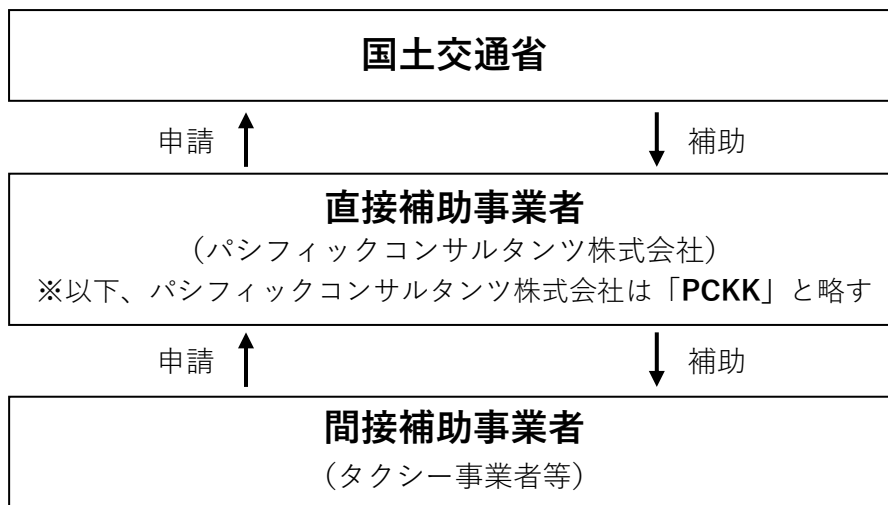 国土交通省
申請
補助
直接補助事業者
（パシフィックコンサルタンツ株式会社）
※以下、パシフィックコンサルタンツ株式会社は「PCKK」と略す
申請
補助
間接補助事業者
（タクシー事業者等）